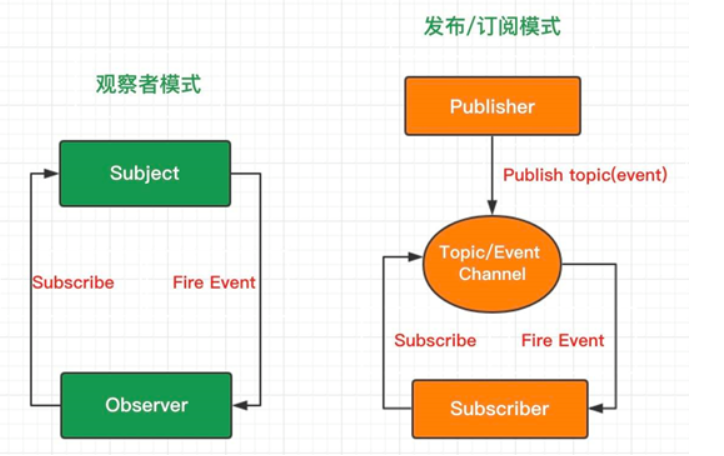 观察者模式
Subject
Subscribe
Fire Event
Observer
发布/订阅模式
Publisher
Publish topic(event)
Topic/Event
Channel
Subscribe
Fire Event
Subscriber